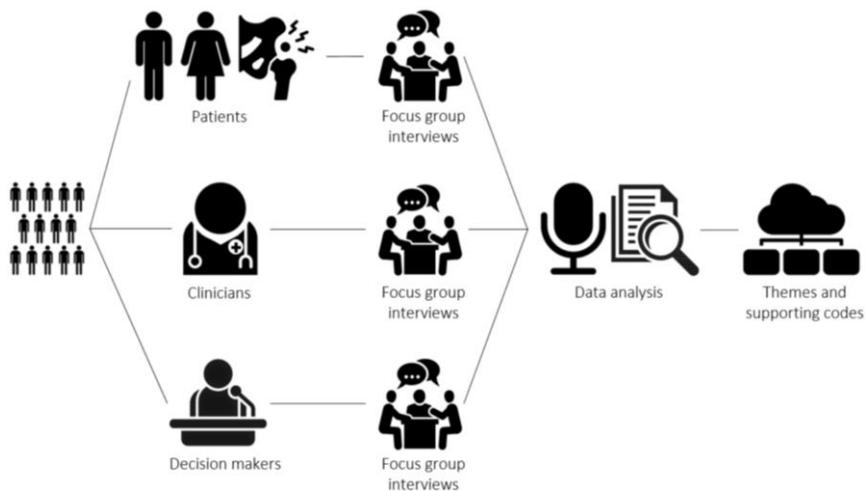 Patients
Focus group
interviews
Clinicians
Focus group
interviews
Data analysis
Themes and
supporting codes
Decision makers
Focus group
interviews